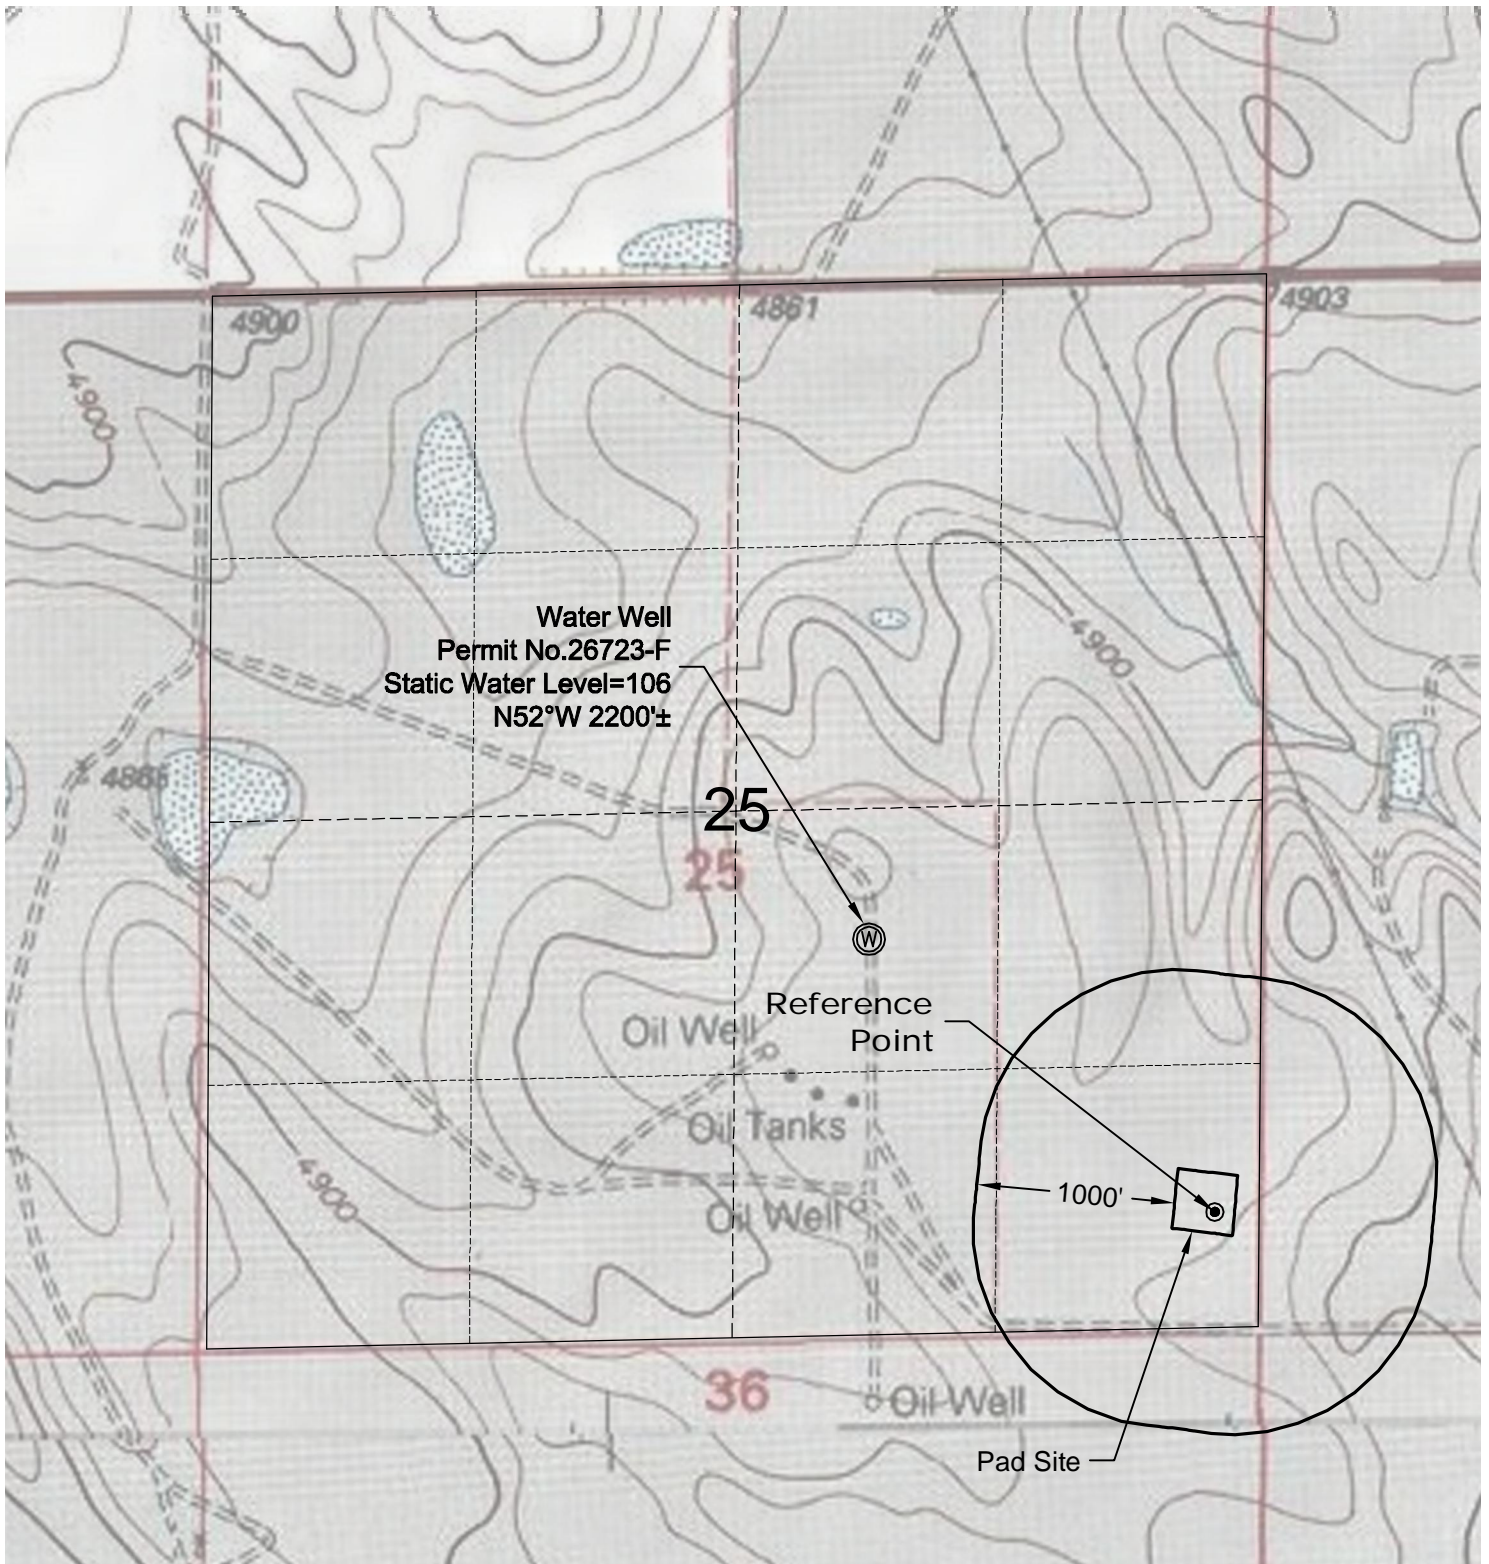 4900
4861
4903
4900
Water Well
Permit No.26723-F
Static Water Level=106
N52°W 2200'±
4900
25
25
W
Reference
Point
Oil Well
Oil Tanks
4900
1000'
Oil Well
36
Oil Well
Pad Site